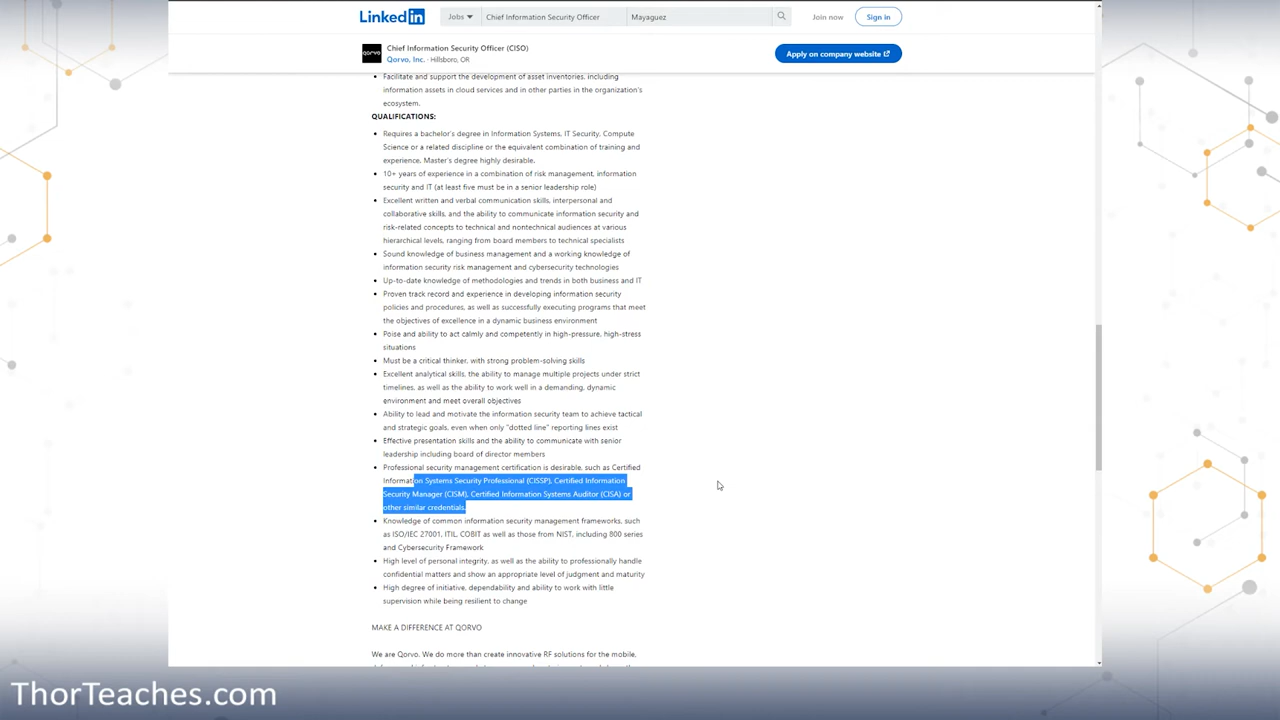 LinkedIn
Jobs
Chief Information Security Officer
Mayaguez
Join now
Sign in
qorvo
Chief Information Security Officer (CISO)
Qorvo, Inc. · Hillsboro, OR
Apply on company website
Facilitate and support the development of asset inventories, including
information assets in cloud services and in other parties in the organization's
ecosystem.
QUALIFICATIONS:
Requires a bachelor's degree in Information Systems, IT Security, Compute
Science or a related discipline or the equivalent combination of training and
experience, Master's degree highly desirable.
10+ years of experience in a combination of risk management, information
security and IT (at least five must be in a senior leadership role)
Excellent written and verbal communication skills, interpersonal and
collaborative skills, and the ability to communicate information security and
risk-related concepts to technical and nontechnical audiences at various
hierarchical levels, ranging from board members to technical specialists
Sound knowledge of business management and a working knowledge of
information security risk management and cybersecurity technologies
Up-to-date knowledge of methodologies and trends in both business and IT
Proven track record and experience in developing information security
policies and procedures, as well as successfully executing programs that meet
the objectives of excellence in a dynamic business environment
Poise and ability to act calmly and competently in high-pressure, high-stress
situations
Must be a critical thinker, with strong problem-solving skills
Excellent analytical skills, the ability to manage multiple projects under strict
timelines, as well as the ability to work well in a demanding, dynamic
environment and meet overall objectives
Ability to lead and motivate the information security team to achieve tactical
and strategic goals, even when only "dotted line" reporting lines exist
Effective presentation skills and the ability to communicate with senior
leadership including board of director members
Professional security management certification is desirable, such as Certified
Information Systems Security Professional (CISSP), Certified Information
Security Manager (CISM), Certified Information Systems Auditor (CISA) or
other similar credentials.
Knowledge of common information security management frameworks, such
as ISO/IEC 27001, ITIL, COBIT as well as those from NIST, including 800 series
and Cybersecurity Framework
High level of personal integrity, as well as the ability to professionally handle
confidential matters and show an appropriate level of judgment and maturity
High degree of initiative, dependability and ability to work with little
supervision while being resilient to change
MAKE A DIFFERENCE AT QORVO
We are Qorvo. We do more than create innovative RF solutions for the mobile,
ThorTeaches.com